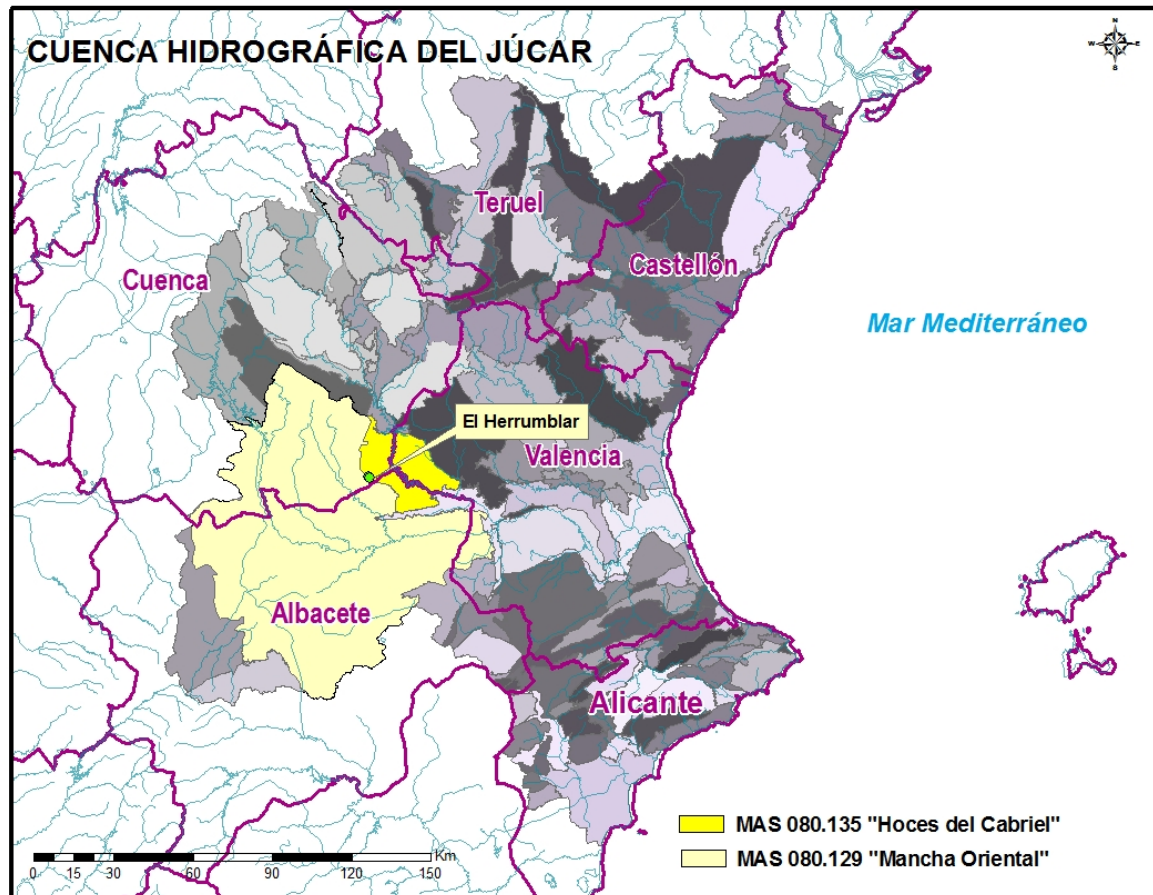 CUENCA HIDROGRÁFICA DEL JÚCAR
N
W E
S
Teruel
Castellón
Cuenca
Mar Mediterráneo
El Herrumblar
Valencia
Albacete
Alicante
MAS 080.135 "Hoces del Cabriel"
MAS 080.129 "Mancha Oriental"
Km
0 15 30 60 90 120 150